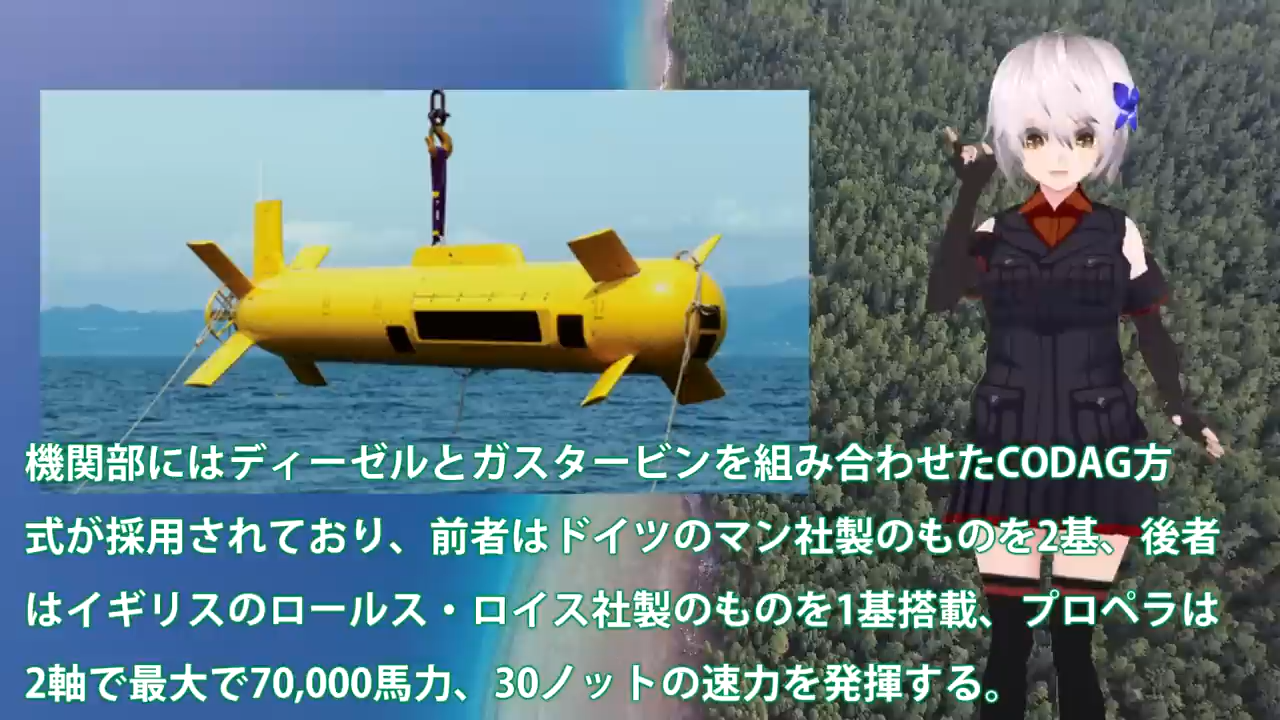 機関部にはディーゼルとガスタービンを組み合わせたCODAG方
式が採用されており、前者はドイツのマン社製のものを2基、後者
はイギリスのロールス・ロイス社製のものを1基搭載、プロペラは
2軸で最大で70,000馬力、30ノットの速力を発揮する。